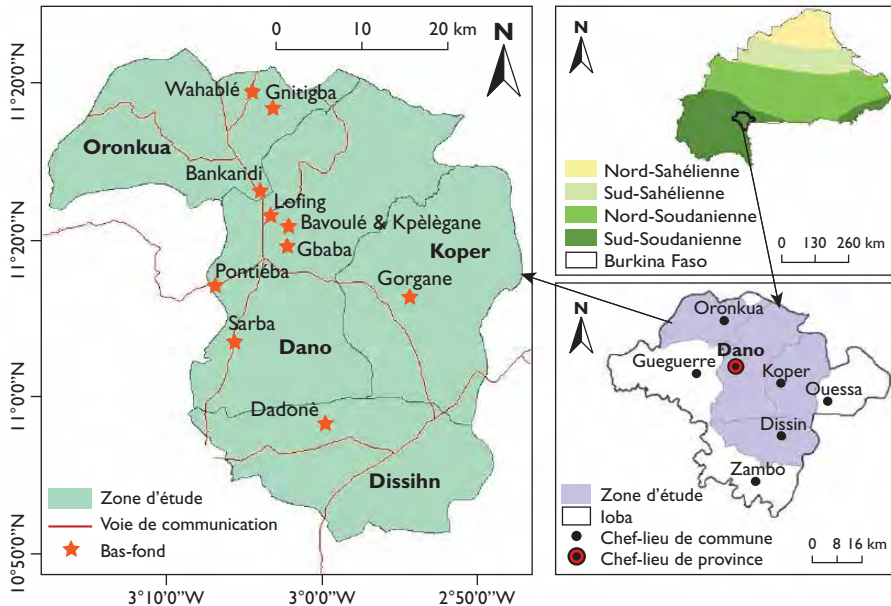 0 10 20 km
N
11°20'0''N
11°20'0''N
11°0'0''N
10°50'0''N
Wahablé
Gnitigba
Oronkua
Bankaridi
Lofing
Bavoulé & Kpèlègane
Gbaba
Koper
Pontiéba
Gorgane
Sarba
Dano
Dadonè
Dissihn
Zone d'étude
Voie de communication
Bas-fond
3°10'0''W
3°00'0''W
2°50'0''W
N
Nord-Sahélienne
Sud-Sahélienne
Nord-Soudanienne
Sud-Soudanienne
Burkina Faso
0 130 260 km
N
Oronkua
Dano
Gueguerre
Koper
Ouessa
Dissin
Zambo
Zone d'étude
Ioba
Chef-lieu de commune
Chef-lieu de province
0 8 16 km